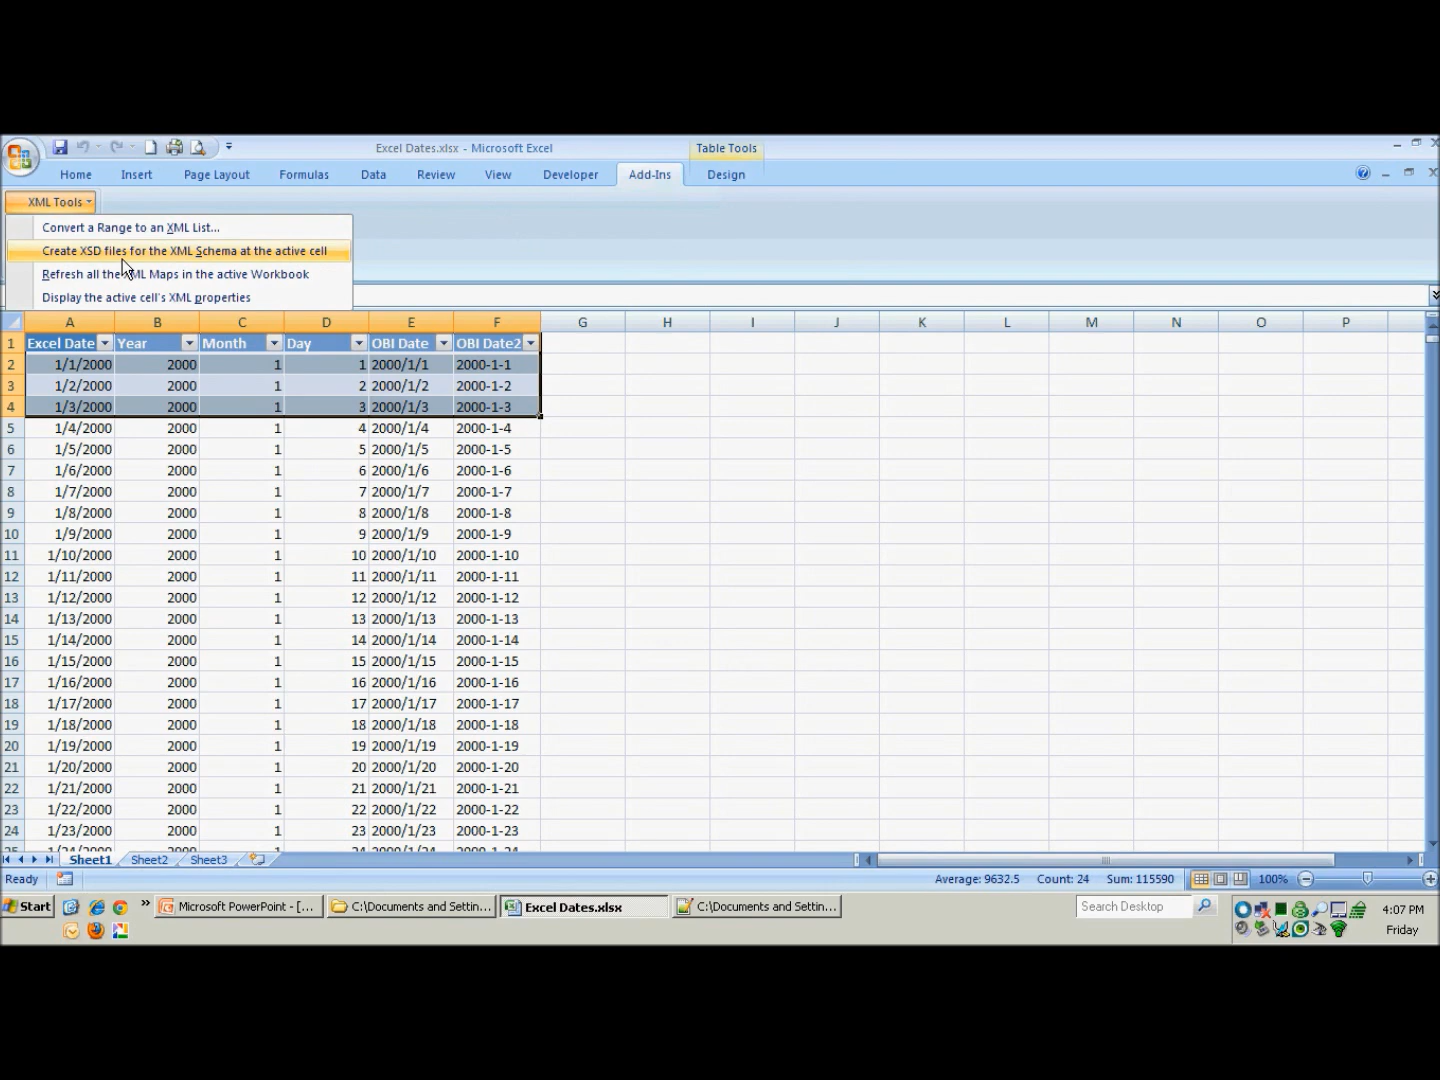 Excel Dates.xlsx - Microsoft Excel
Table Tools
Home Insert Page Layout Formulas Data Review View Developer Add-Ins Design
XML Tools
Convert a Range to an XML List...
Create XSD files for the XML Schema at the active cell
Refresh all the XML Maps in the active Workbook
Display the active cell's XML properties
A B C D E F G H I J K L M N O P
1 Excel Date Year Month Day OBI Date OBI Date2
2 1/1/2000 2000 1 1 2000/1/1 2000-1-1
3 1/2/2000 2000 1 2 2000/1/2 2000-1-2
4 1/3/2000 2000 1 3 2000/1/3 2000-1-3
5 1/4/2000 2000 1 4 2000/1/4 2000-1-4
6 1/5/2000 2000 1 5 2000/1/5 2000-1-5
7 1/6/2000 2000 1 6 2000/1/6 2000-1-6
8 1/7/2000 2000 1 7 2000/1/7 2000-1-7
9 1/8/2000 2000 1 8 2000/1/8 2000-1-8
10 1/9/2000 2000 1 9 2000/1/9 2000-1-9
11 1/10/2000 2000 1 10 2000/1/10 2000-1-10
12 1/11/2000 2000 1 11 2000/1/11 2000-1-11
13 1/12/2000 2000 1 12 2000/1/12 2000-1-12
14 1/13/2000 2000 1 13 2000/1/13 2000-1-13
15 1/14/2000 2000 1 14 2000/1/14 2000-1-14
16 1/15/2000 2000 1 15 2000/1/15 2000-1-15
17 1/16/2000 2000 1 16 2000/1/16 2000-1-16
18 1/17/2000 2000 1 17 2000/1/17 2000-1-17
19 1/18/2000 2000 1 18 2000/1/18 2000-1-18
20 1/19/2000 2000 1 19 2000/1/19 2000-1-19
21 1/20/2000 2000 1 20 2000/1/20 2000-1-20
22 1/21/2000 2000 1 21 2000/1/21 2000-1-21
23 1/22/2000 2000 1 22 2000/1/22 2000-1-22
24 1/23/2000 2000 1 23 2000/1/23 2000-1-23
Sheet1 Sheet2 Sheet3
Ready Average: 9632.5 Count: 24 Sum: 115590 100%
Start Microsoft PowerPoint - [... C:\Documents and Settin... Excel Dates.xlsx C:\Documents and Settin... Search Desktop 4:07 PM
Friday